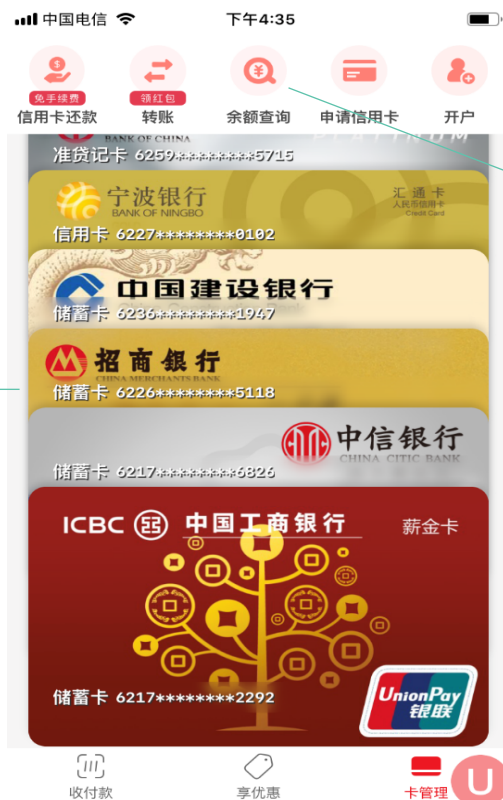 中国电信 下午4:35
免手续费 领红包
信用卡还款 转账 余额查询 申请信用卡 开户
BANK OF CHINA
准贷记卡 6259********5715
宁波银行 汇通卡
BANK OF NINGBO 人民币信用卡
Credit Card
信用卡 6227********0102
中国建设银行
储蓄卡 6236********1947
招商银行
CHINA MERCHANTS BANK
储蓄卡 6226********5118
中信银行
CHINA CITIC BANK
储蓄卡 6217********6826
ICBC 中国工商银行 薪金卡
储蓄卡 6217********2292
UnionPay
银联
收付款 享优惠 卡管理
U